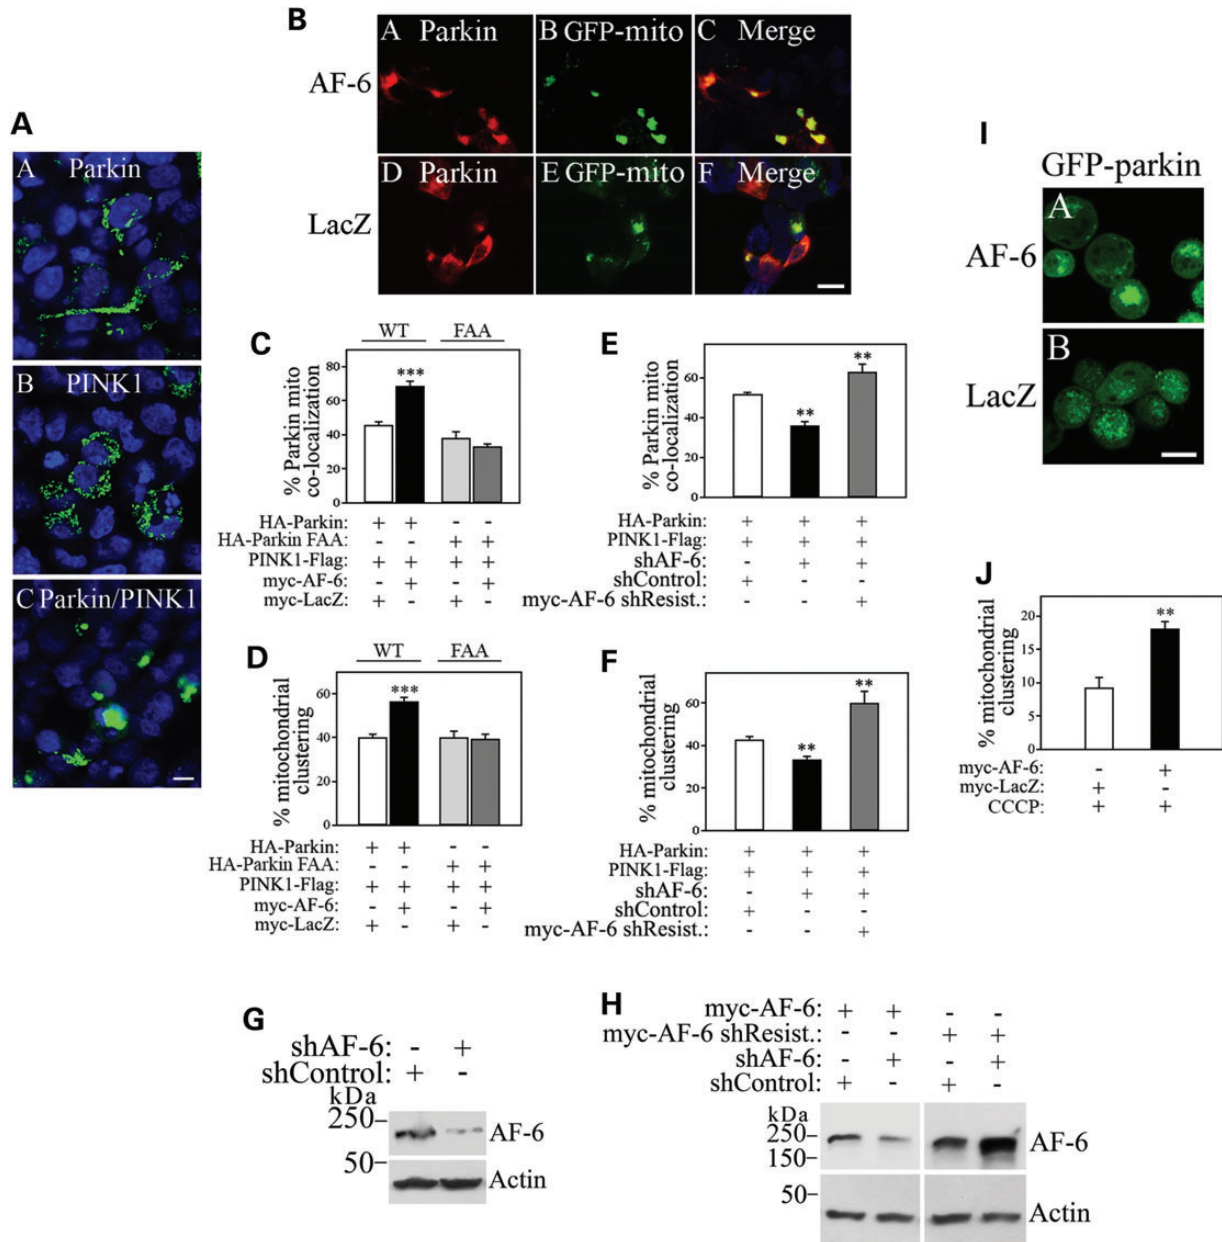 A
A Parkin
B PINK1
C Parkin/PINK1
B
A Parkin B GFP-mito C Merge
AF-6
D Parkin E GFP-mito F Merge
LacZ
C
WT FAA
% Parkin mito
co-localization
80
60
40
20
0
***
HA-Parkin: + + - -
HA-Parkin FAA: - - + +
PINK1-Flag: + + + +
myc-AF-6: - + - +
myc-LacZ: + - + -
D
WT FAA
% mitochondrial
clustering
60
40
20
0
***
HA-Parkin: + + - -
HA-Parkin FAA: - - + +
PINK1-Flag: + + + +
myc-AF-6: - + - +
myc-LacZ: + - + -
E
% Parkin mito
co-localization
60
40
20
0
**
**
HA-Parkin: + + +
PINK1-Flag: + + +
shAF-6: - + +
shControl: + - -
myc-AF-6 shResist.: - - +
F
% mitochondrial
clustering
60
40
20
0
**
**
HA-Parkin: + + +
PINK1-Flag: + + +
shAF-6: - + +
shControl: + - -
myc-AF-6 shResist.: - - +
G
shAF-6: - +
shControl: + -
kDa
250
AF-6
50
Actin
H
myc-AF-6: + + - -
myc-AF-6 shResist.: - - + +
shAF-6: - + - +
shControl: + - + -
kDa
250
150
AF-6
50
Actin
I
GFP-parkin
A
AF-6
B
LacZ
J
% mitochondrial
clustering
20
15
10
5
0
**
myc-AF-6: - +
myc-LacZ: + -
CCCP: + +